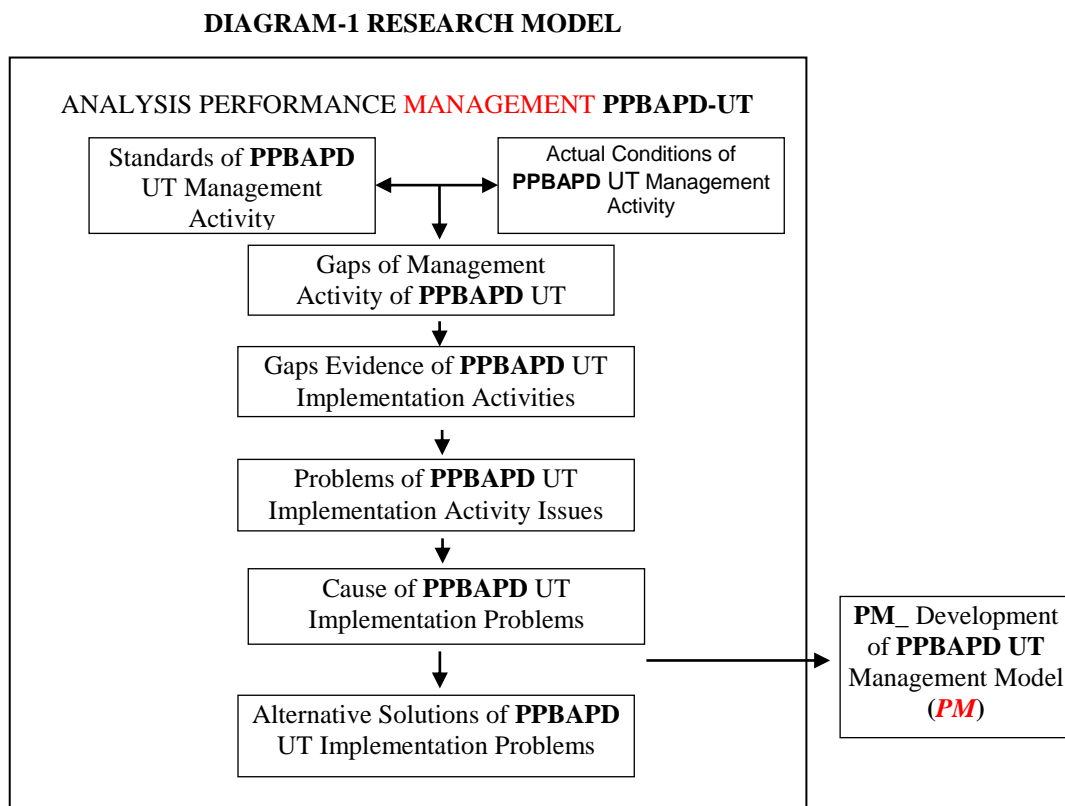 DIAGRAM-1 RESEARCH MODEL
ANALYSIS PERFORMANCE MANAGEMENT PPBAPD-UT
Standards of PPBAPD
UT Management
Activity
Actual Conditions of
PPBAPD UT Management
Activity
Gaps of Management
Activity of PPBAPD UT
Gaps Evidence of PPBAPD UT
Implementation Activities
Problems of PPBAPD UT
Implementation Activity Issues
Cause of PPBAPD UT
Implementation Problems
Alternative Solutions of PPBAPD
UT Implementation Problems
PM_ Development
of PPBAPD UT
Management Model
(PM)